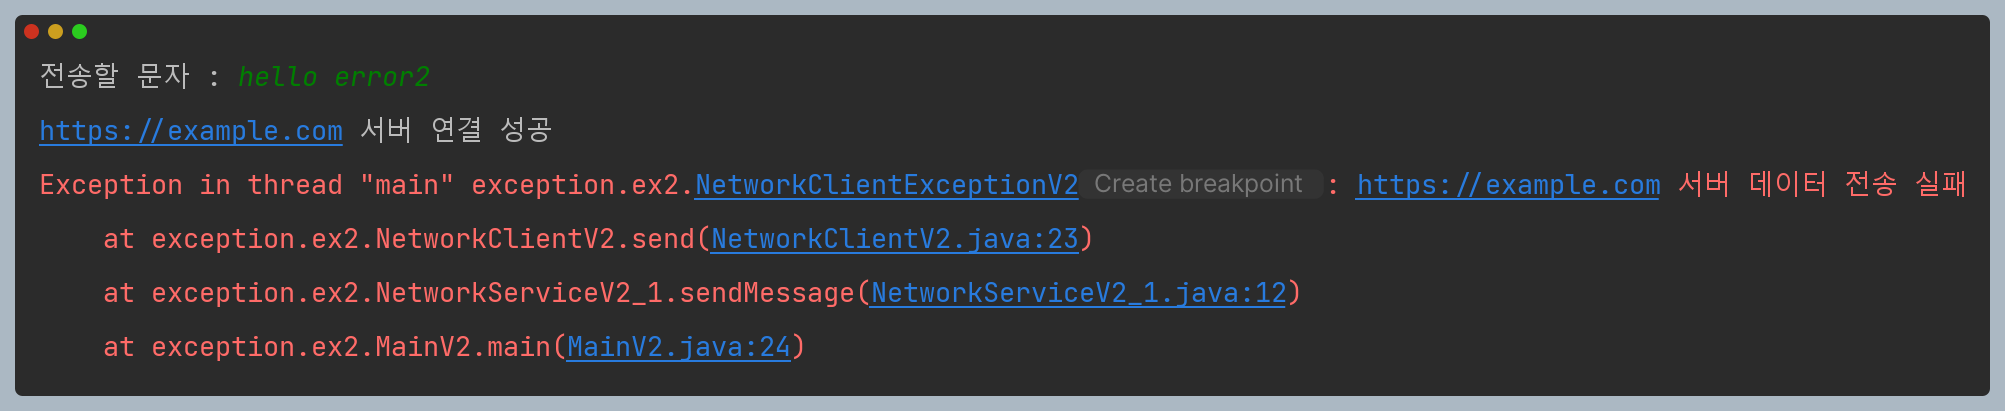 전송할 문자 : hello error2
https://example.com 서버 연결 성공
Exception in thread "main" exception.ex2.NetworkClientExceptionV2 Create breakpoint : https://example.com 서버 데이터 전송 실패
at exception.ex2.NetworkClientV2.send(NetworkClientV2.java:23)
at exception.ex2.NetworkServiceV2_1.sendMessage(NetworkServiceV2_1.java:12)
at exception.ex2.MainV2.main(MainV2.java:24)